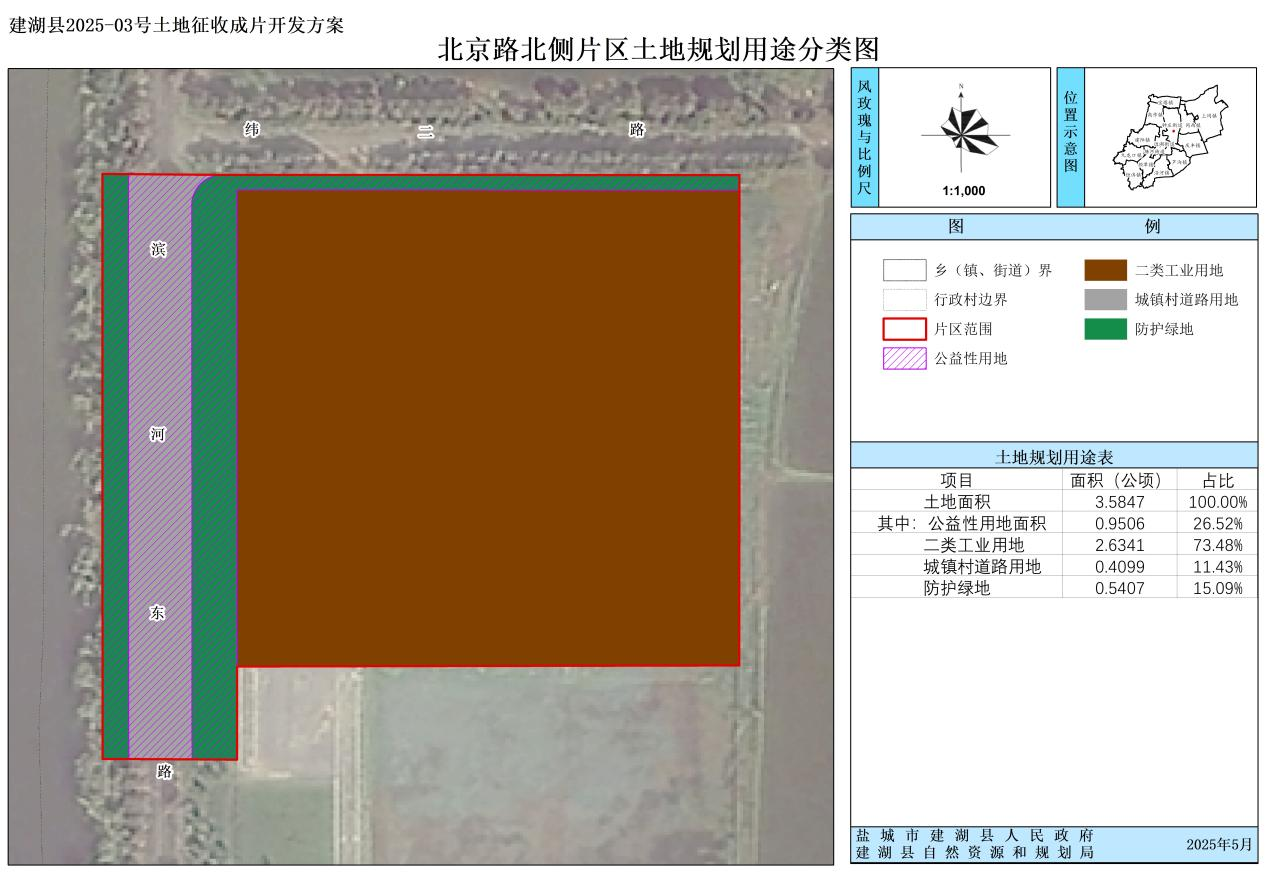 建湖县2025-03号土地征收成片开发方案
北京路北侧片区土地规划用途分类图
纬二路
滨河东路
风玫瑰与比例尺
N
1:1,000
位置示意图
图例
乡（镇、街道）界
行政村边界
片区范围
公益性用地
二类工业用地
城镇村道路用地
防护绿地
土地规划用途表
项目 面积（公顷） 占比
土地面积 3.5847 100.00%
其中：公益性用地面积 0.9506 26.52%
二类工业用地 2.6341 73.48%
城镇村道路用地 0.4099 11.43%
防护绿地 0.5407 15.09%
盐城市建湖县人民政府
建湖县自然资源和规划局
2025年5月